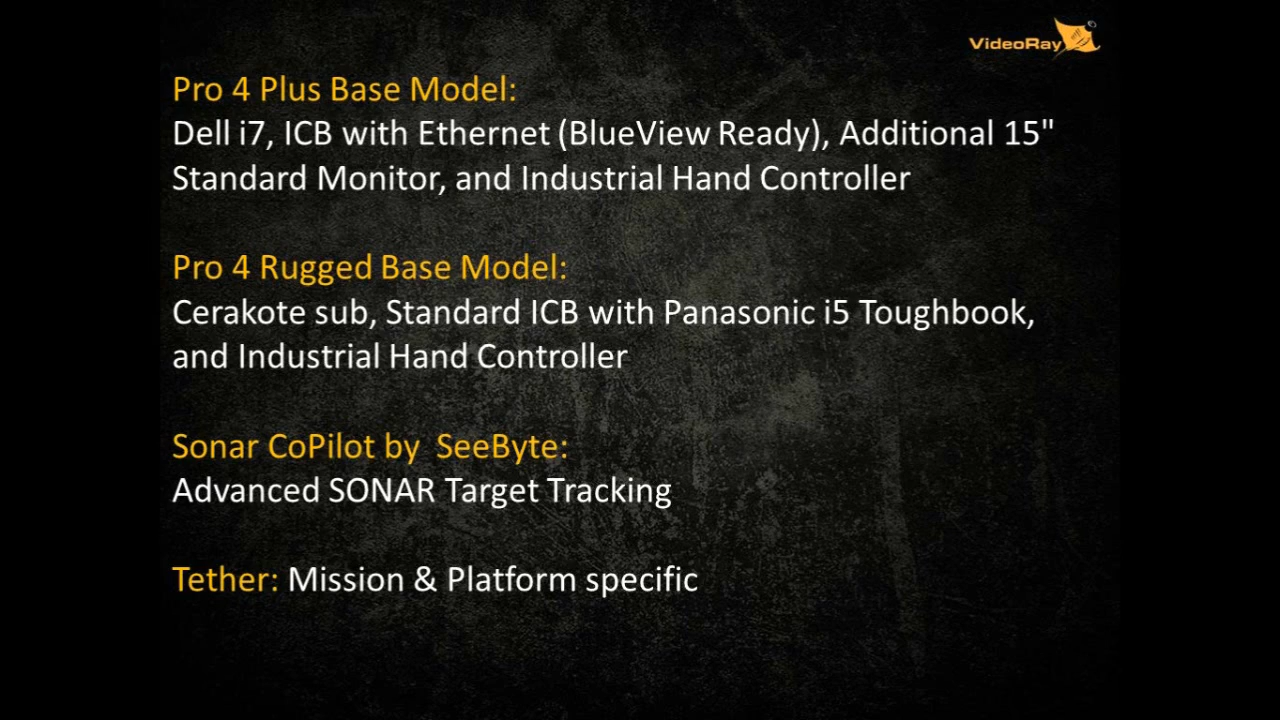 VideoRay
Pro 4 Plus Base Model:
Dell i7, ICB with Ethernet (BlueView Ready), Additional 15"
Standard Monitor, and Industrial Hand Controller
Pro 4 Rugged Base Model:
Cerakote sub, Standard ICB with Panasonic i5 Toughbook,
and Industrial Hand Controller
Sonar CoPilot by  SeeByte:
Advanced SONAR Target Tracking
Tether: Mission & Platform specific